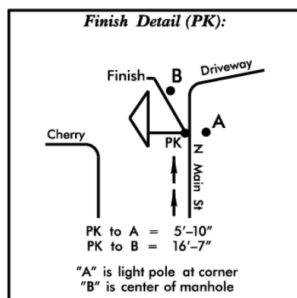 Finish Detail (PK):
Finish
B
Driveway
A
Cherry
PK
N Main St
PK to A = 5'-10"
PK to B = 16'-7"
"A" is light pole at corner
"B" is center of manhole